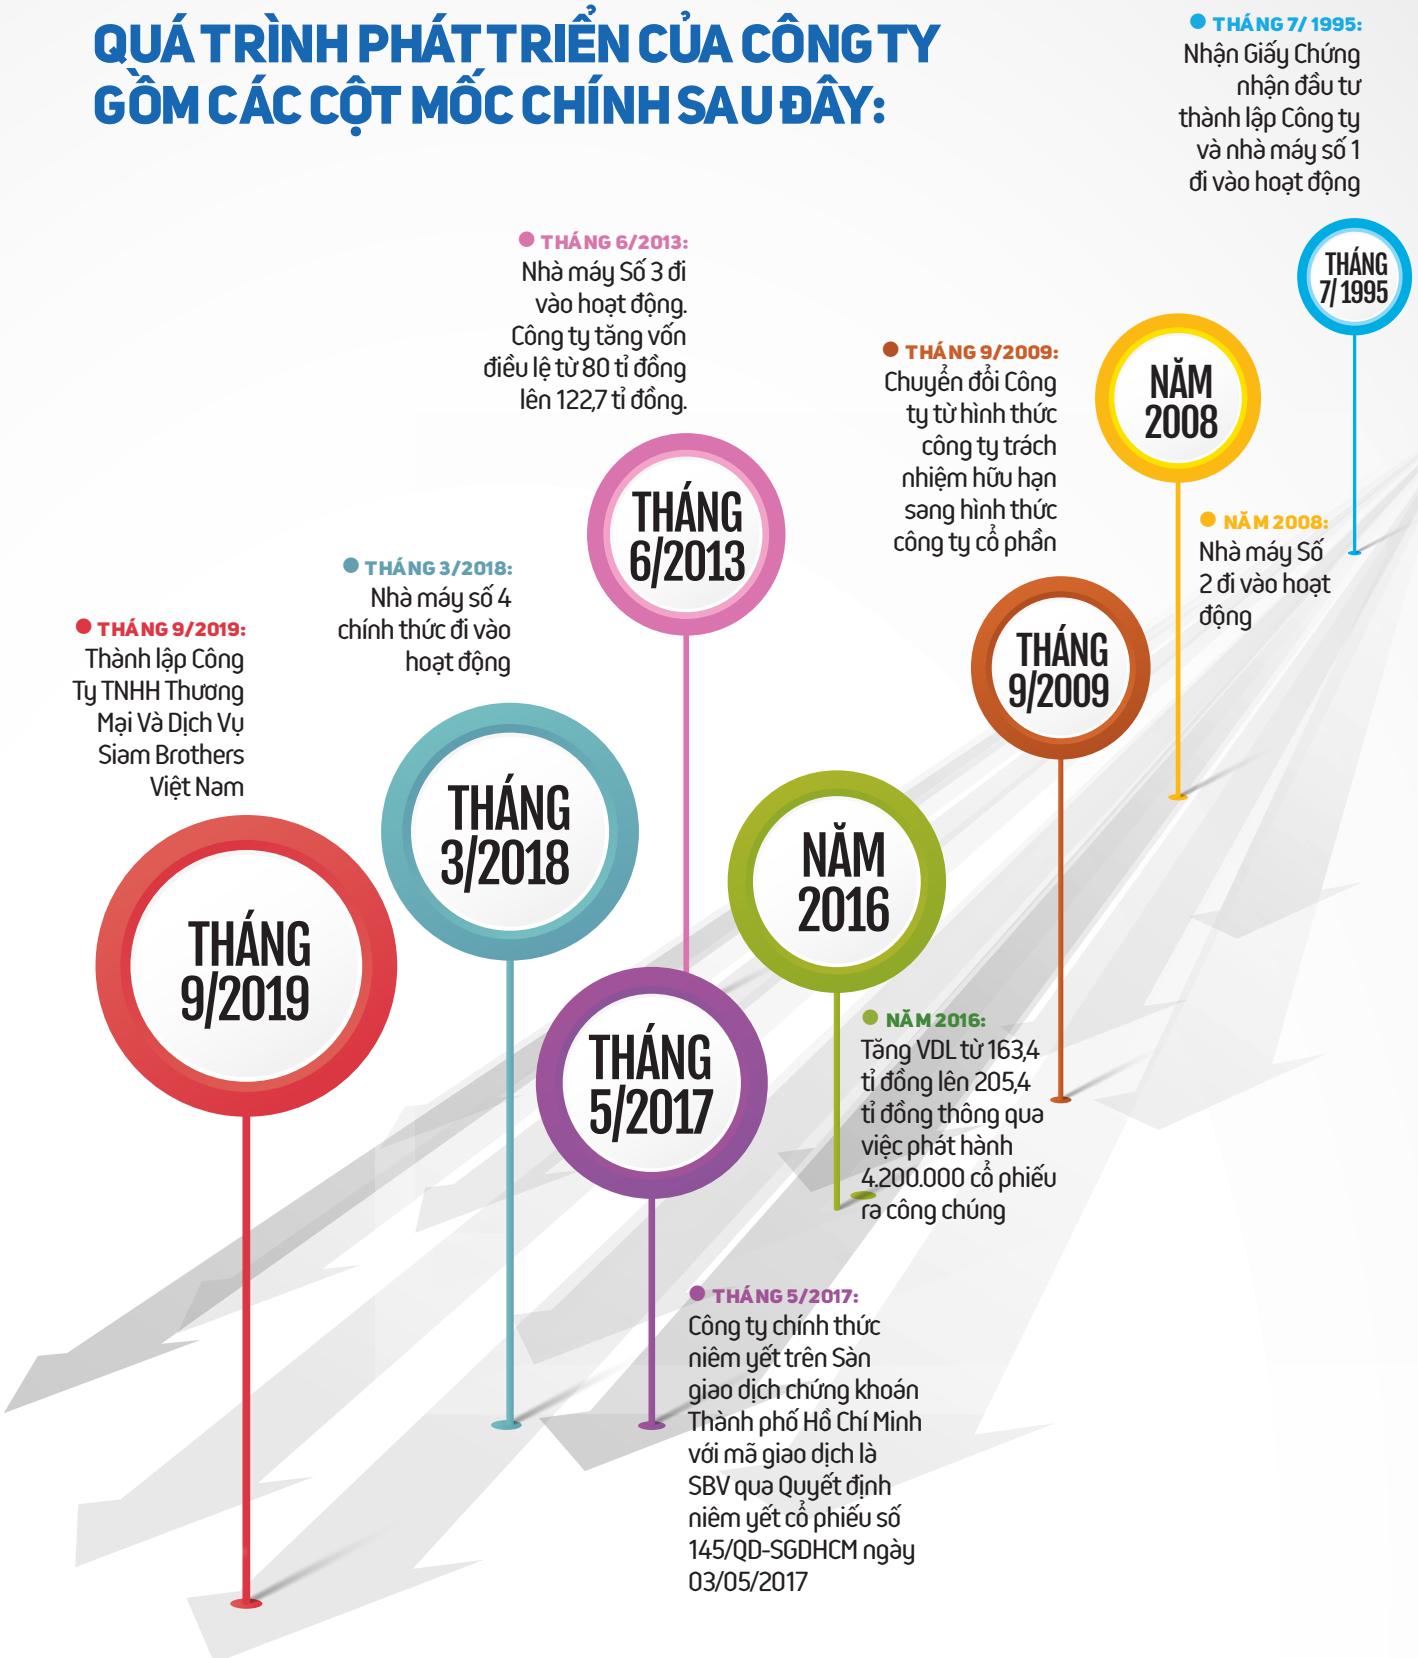 QUÁ TRÌNH PHÁT TRIỂN CỦA CÔNG TY
GỒM CÁC CỘT MỐC CHÍNH SAU ĐÂY:
THÁNG 7/ 1995:
Nhận Giấy Chứng
nhận đầu tư
thành lập Công ty
và nhà máy số 1
đi vào hoạt động
THÁNG
7/ 1995
NĂM
2008
NĂM 2008:
Nhà máy Số
2 đi vào hoạt
động
THÁNG 9/2009:
Chuyển đổi Công
ty từ hình thức
công ty trách
nhiệm hữu hạn
sang hình thức
công ty cổ phần
THÁNG
9/2009
THÁNG 6/2013:
Nhà máy Số 3 đi
vào hoạt động.
Công ty tăng vốn
điều lệ từ 80 tỉ đồng
lên 122,7 tỉ đồng.
THÁNG
6/2013
NĂM
2016
NĂM 2016:
Tăng VDL từ 163,4
tỉ đồng lên 205,4
tỉ đồng thông qua
việc phát hành
4.200.000 cổ phiếu
ra công chúng
THÁNG
5/2017
THÁNG 5/2017:
Công ty chính thức
niêm yết trên Sàn
giao dịch chứng khoán
Thành phố Hồ Chí Minh
với mã giao dịch là
SBV qua Quyết định
niêm yết cổ phiếu số
145/QD-SGDHCM ngày
03/05/2017
THÁNG 3/2018:
Nhà máy số 4
chính thức đi vào
hoạt động
THÁNG
3/2018
THÁNG 9/2019:
Thành lập Công
Ty TNHH Thương
Mại Và Dịch Vụ
Siam Brothers
Việt Nam
THÁNG
9/2019